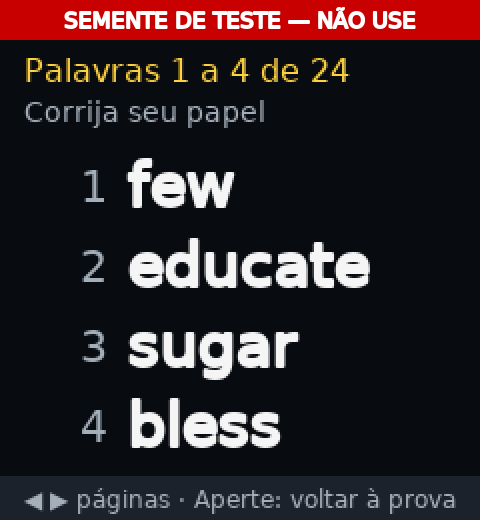 SEMENTE DE TESTE — NÃO USE
Palavras 1 a 4 de 24
Corrija seu papel
1 few
2 educate
3 sugar
4 bless
◀ ▶ páginas · Aperte: voltar à prova